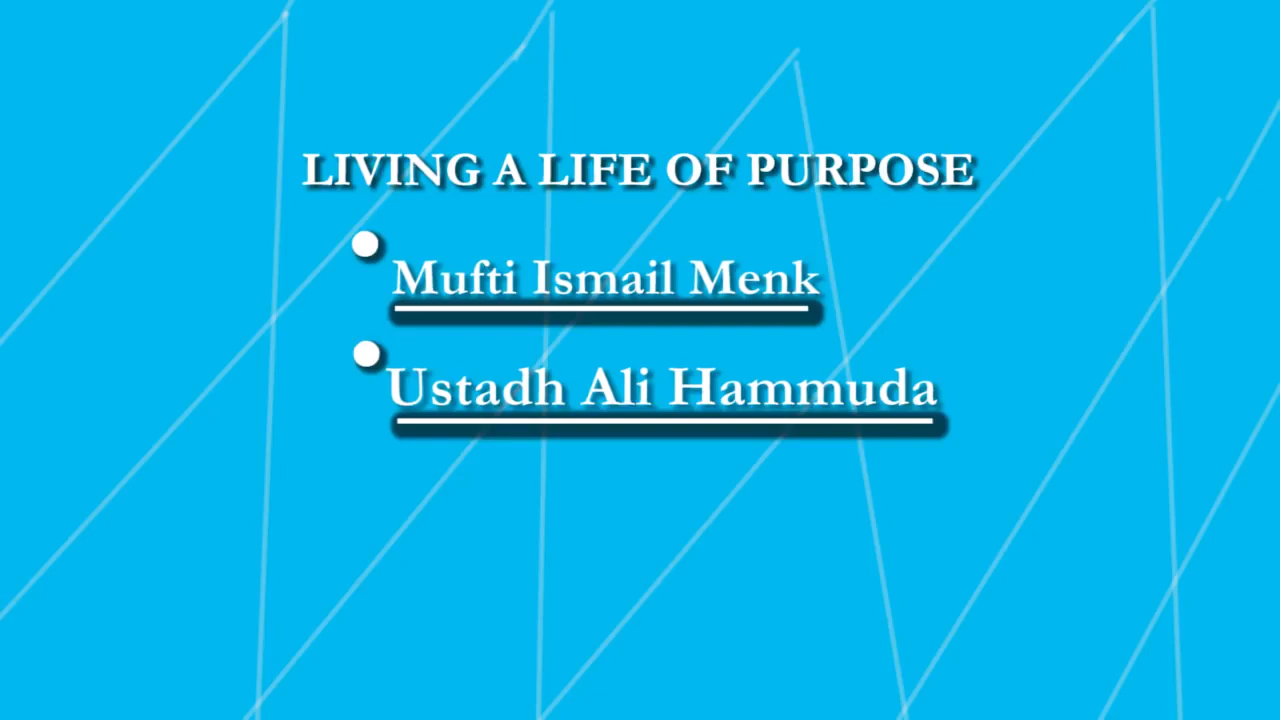 LIVING A LIFE OF PURPOSE
• Mufti Ismail Menk
• Ustadh Ali Hammuda